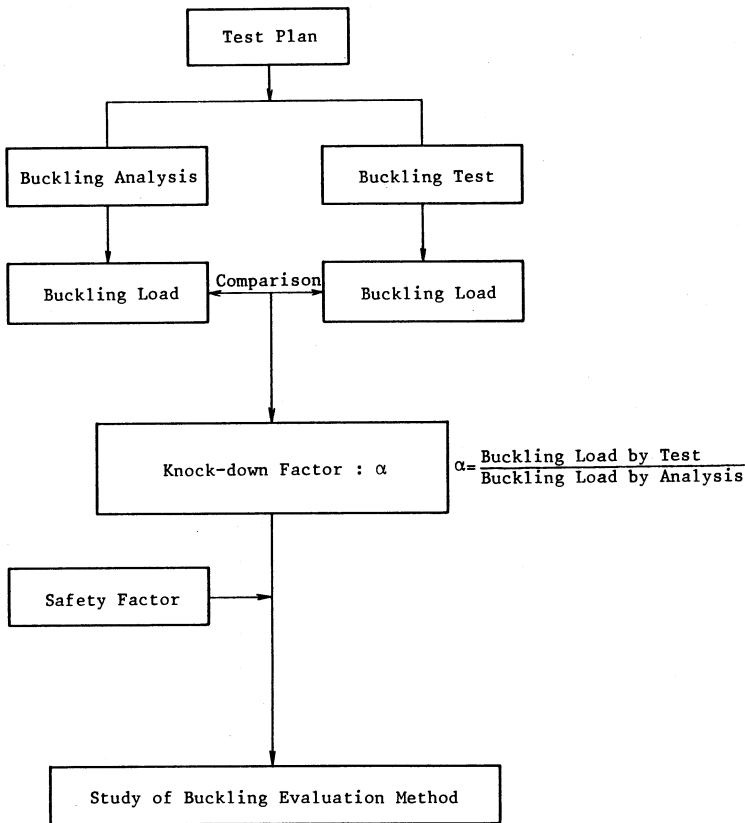 Test Plan
Buckling Analysis
Buckling Test
Buckling Load
Comparison
Buckling Load
Knock-down Factor : α
α= Buckling Load by Test
Buckling Load by Analysis
Safety Factor
Study of Buckling Evaluation Method